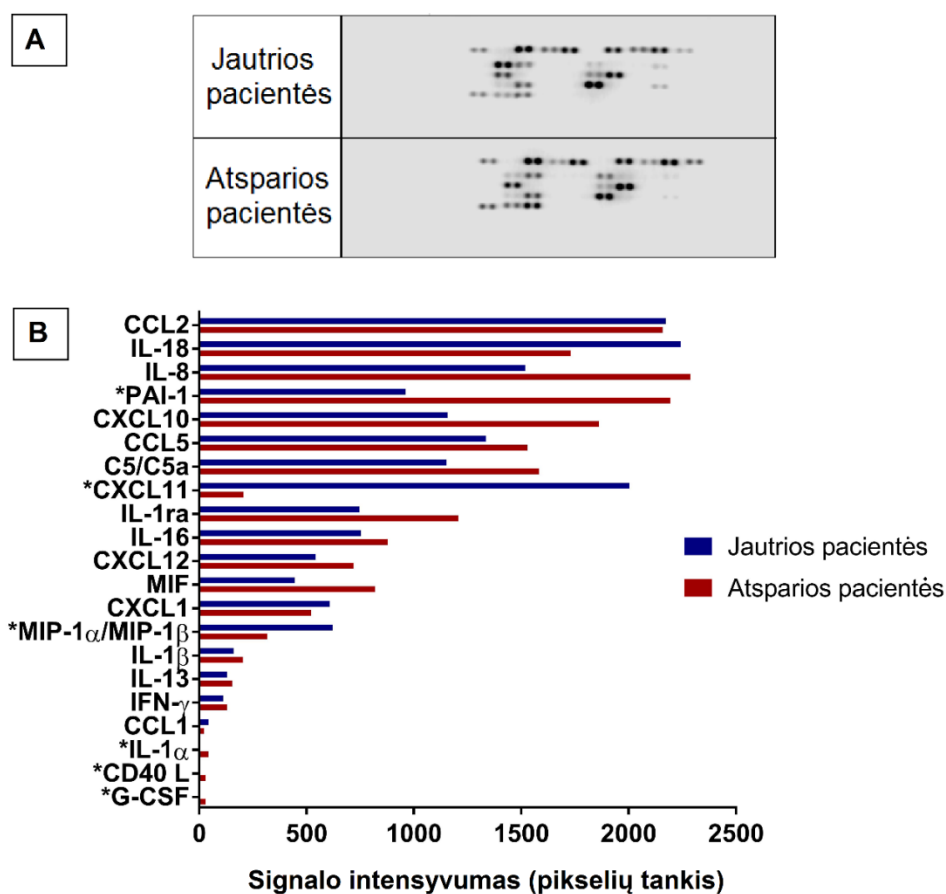 A
Jautrios
pacientės
Atsparios
pacientės
B
CCL2
IL-18
IL-8
*PAI-1
CXCL10
CCL5
C5/C5a
*CXCL11
IL-1ra
IL-16
CXCL12
MIF
CXCL1
*MIP-1α/MIP-1β
IL-1β
IL-13
IFN-γ
CCL1
*IL-1α
*CD40 L
*G-CSF
Jautrios pacientės
Atsparios pacientės
0 500 1000 1500 2000 2500
Signalo intensyvumas (pikselių tankis)